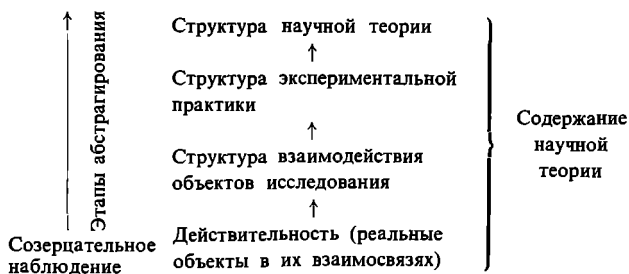 Структура научной теории
Структура экспериментальной
практики
Структура взаимодействия
объектов исследования
Действительность (реальные
объекты в их взаимосвязях)
Этапы абстрагирования
Созерцательное
наблюдение
Содержание
научной
теории